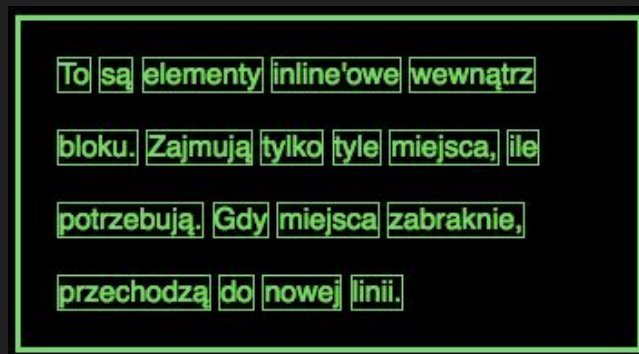 To są elementy inline'owe wewnątrz
bloku. Zajmują tylko tyle miejsca, ile
potrzebują. Gdy miejsca zabraknie,
przechodzą do nowej linii.